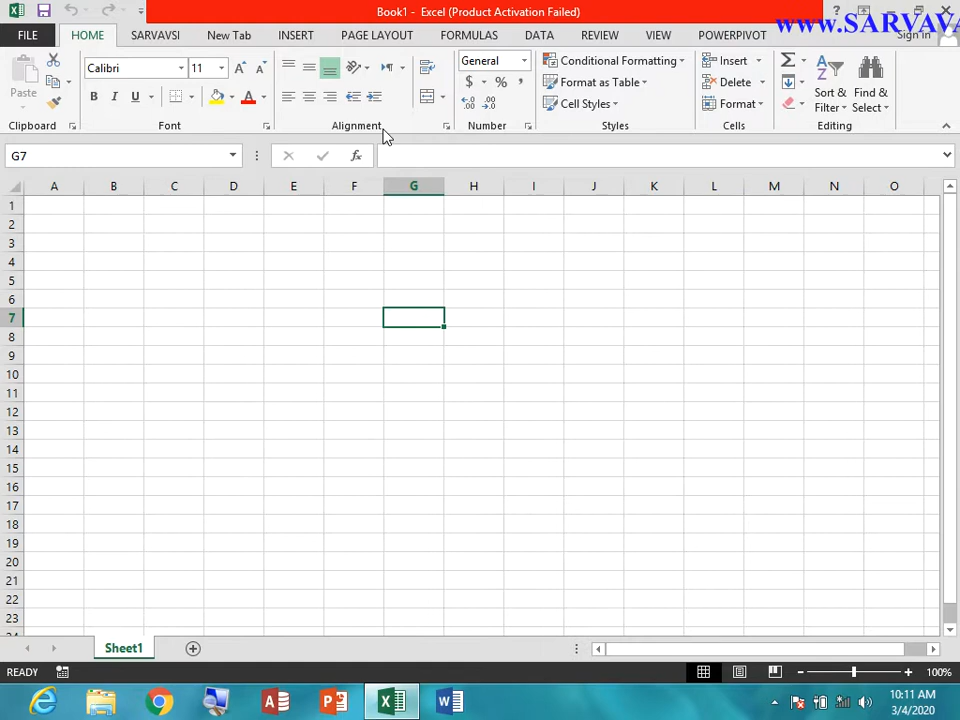 Book1 - Excel (Product Activation Failed)
?
www.SARVAVA
FILE HOME SARVAVSI New Tab INSERT PAGE LAYOUT FORMULAS DATA REVIEW VIEW POWERPIVOT Sign in
Paste Calibri 11 General Conditional Formatting Insert
B I U A $ % , Format as Table Delete Sort & Filter Find & Select
Cell Styles Format
Clipboard Font Alignment Number Styles Cells Editing
G7 fx
A B C D E F G H I J K L M N O
1
2
3
4
5
6
7
8
9
10
11
12
13
14
15
16
17
18
19
20
21
22
23
24
Sheet1
READY 100%
10:11 AM
3/4/2020